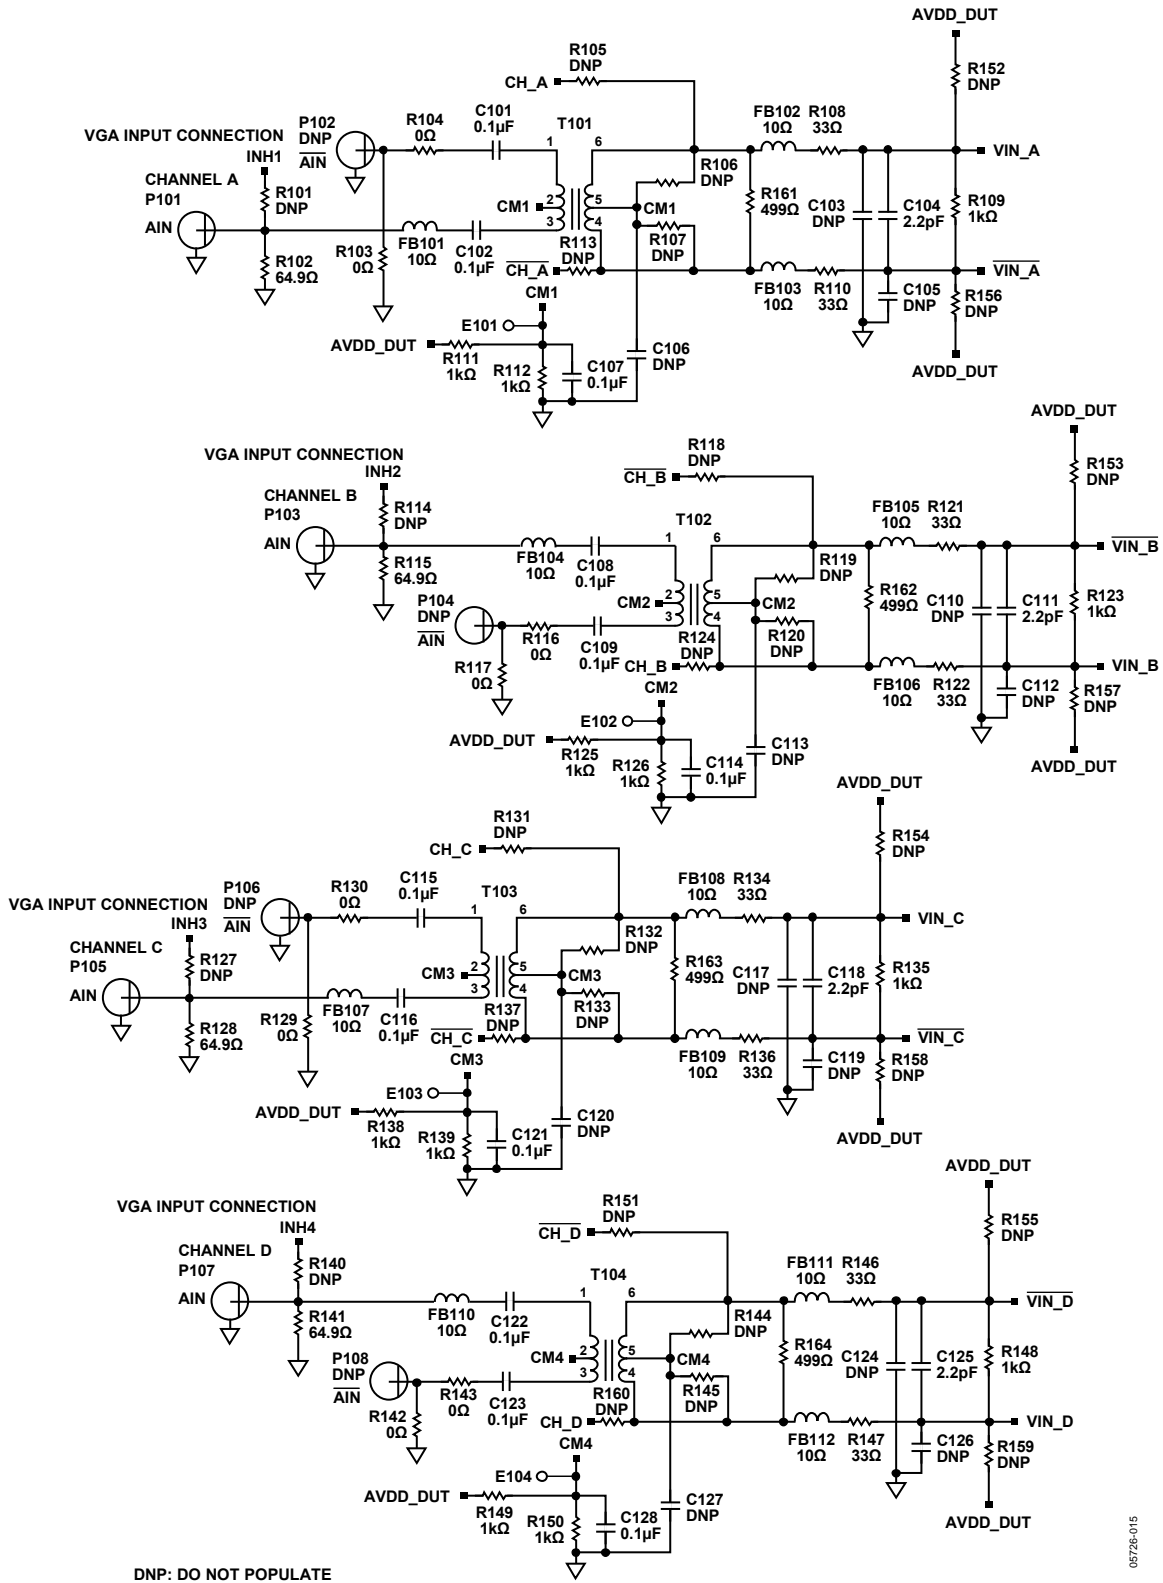 AVDD_DUT
R105
DNP
CH_A
R152
DNP
VGA INPUT CONNECTION
INH1
P102
DNP
AIN
R104
0Ω
C101
0.1µF
T101
1
6
FB102
10Ω
R108
33Ω
VIN_A
CHANNEL A
P101
AIN
R101
DNP
R106
DNP
CM1
2
5
CM1
R161
499Ω
C103
DNP
C104
2.2pF
R109
1kΩ
3
4
R102
64.9Ω
R103
0Ω
FB101
10Ω
C102
0.1µF
R113
DNP
R107
DNP
CH_A
FB103
10Ω
R110
33Ω
C105
DNP
VIN_A
R156
DNP
CM1
E101
AVDD_DUT
R111
1kΩ
R112
1kΩ
C107
0.1µF
C106
DNP
AVDD_DUT
AVDD_DUT
R118
DNP
CH_B
R153
DNP
VGA INPUT CONNECTION
INH2
CHANNEL B
P103
AIN
R114
DNP
T102
1
6
FB105
10Ω
R121
33Ω
VIN_B
R115
64.9Ω
FB104
10Ω
C108
0.1µF
R119
DNP
P104
DNP
AIN
CM2
2
5
CM2
R162
499Ω
C110
DNP
C111
2.2pF
R123
1kΩ
3
4
R117
0Ω
R116
0Ω
C109
0.1µF
R124
DNP
R120
DNP
CH_B
FB106
10Ω
R122
33Ω
C112
DNP
VIN_B
R157
DNP
CM2
E102
AVDD_DUT
R125
1kΩ
R126
1kΩ
C114
0.1µF
C113
DNP
AVDD_DUT
AVDD_DUT
R131
DNP
CH_C
R154
DNP
VGA INPUT CONNECTION
INH3
P106
DNP
AIN
R130
0Ω
C115
0.1µF
T103
1
6
FB108
10Ω
R134
33Ω
VIN_C
CHANNEL C
P105
AIN
R127
DNP
R132
DNP
CM3
2
5
CM3
R163
499Ω
C117
DNP
C118
2.2pF
R135
1kΩ
3
4
R128
64.9Ω
R129
0Ω
FB107
10Ω
C116
0.1µF
R137
DNP
R133
DNP
CH_C
FB109
10Ω
R136
33Ω
C119
DNP
VIN_C
R158
DNP
CM3
E103
AVDD_DUT
R138
1kΩ
R139
1kΩ
C121
0.1µF
C120
DNP
AVDD_DUT
AVDD_DUT
R151
DNP
CH_D
R155
DNP
VGA INPUT CONNECTION
INH4
CHANNEL D
P107
AIN
R140
DNP
T104
1
6
FB111
10Ω
R146
33Ω
VIN_D
R141
64.9Ω
FB110
10Ω
C122
0.1µF
R144
DNP
P108
DNP
AIN
CM4
2
5
CM4
R164
499Ω
C124
DNP
C125
2.2pF
R148
1kΩ
3
4
R142
0Ω
R143
0Ω
C123
0.1µF
R160
DNP
R145
DNP
CH_D
FB112
10Ω
R147
33Ω
C126
DNP
VIN_D
R159
DNP
CM4
E104
AVDD_DUT
R149
1kΩ
R150
1kΩ
C128
0.1µF
C127
DNP
AVDD_DUT
05726-015
DNP: DO NOT POPULATE